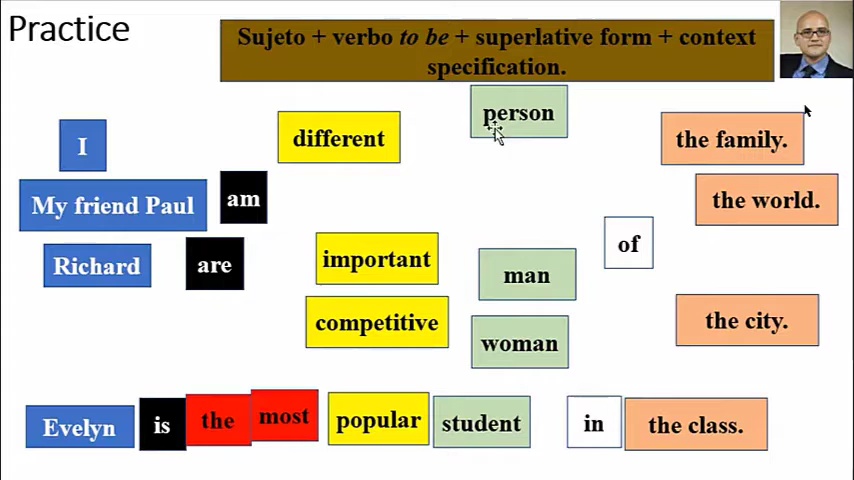 Practice
Sujeto + verbo to be + superlative form + context
specification.
person
different
the family.
I
My friend Paul
am
the world.
of
Richard
are
important
man
competitive
woman
the city.
Evelyn is the most popular student in the class.